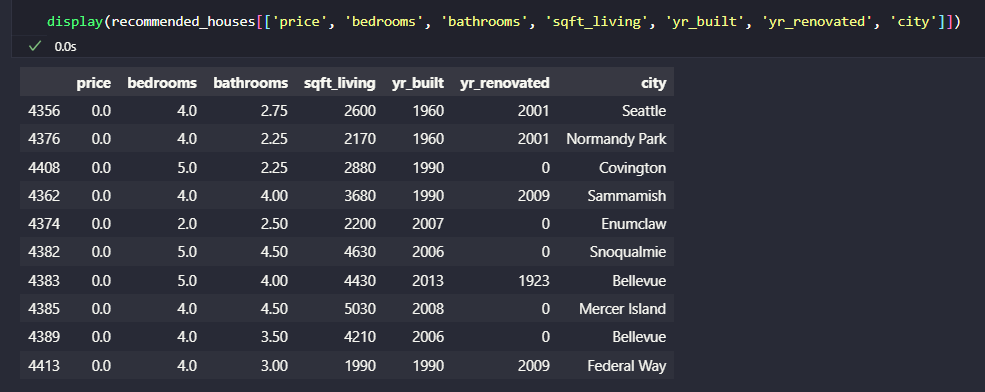 display(recommended_houses[['price', 'bedrooms', 'bathrooms', 'sqft_living', 'yr_built', 'yr_renovated', 'city']])
0.0s
price bedrooms bathrooms sqft_living yr_built yr_renovated city
4356 0.0 4.0 2.75 2600 1960 2001 Seattle
4376 0.0 4.0 2.25 2170 1960 2001 Normandy Park
4408 0.0 5.0 2.25 2880 1990 0 Covington
4362 0.0 4.0 4.00 3680 1990 2009 Sammamish
4374 0.0 2.0 2.50 2200 2007 0 Enumclaw
4382 0.0 5.0 4.50 4630 2006 0 Snoqualmie
4383 0.0 5.0 4.00 4430 2013 1923 Bellevue
4385 0.0 4.0 4.50 5030 2008 0 Mercer Island
4389 0.0 4.0 3.50 4210 2006 0 Bellevue
4413 0.0 4.0 3.00 1990 1990 2009 Federal Way